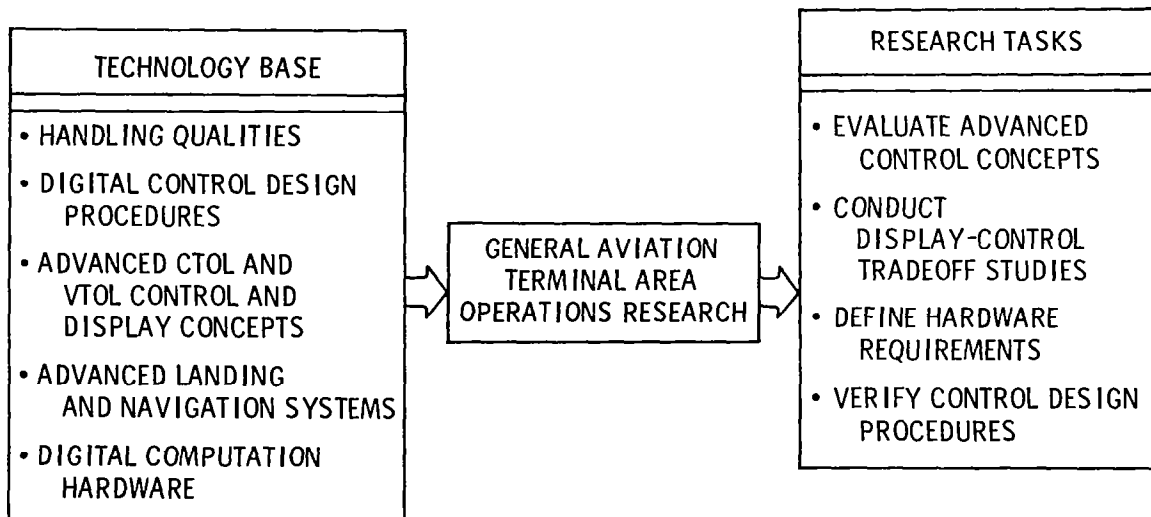 TECHNOLOGY BASE
• HANDLING QUALITIES
• DIGITAL CONTROL DESIGN
PROCEDURES
• ADVANCED CTOL AND
VTOL CONTROL AND
DISPLAY CONCEPTS
• ADVANCED LANDING
AND NAVIGATION SYSTEMS
• DIGITAL COMPUTATION
HARDWARE
GENERAL AVIATION
TERMINAL AREA
OPERATIONS RESEARCH
RESEARCH TASKS
• EVALUATE ADVANCED
CONTROL CONCEPTS
• CONDUCT
DISPLAY-CONTROL
TRADEOFF STUDIES
• DEFINE HARDWARE
REQUIREMENTS
• VERIFY CONTROL DESIGN
PROCEDURES